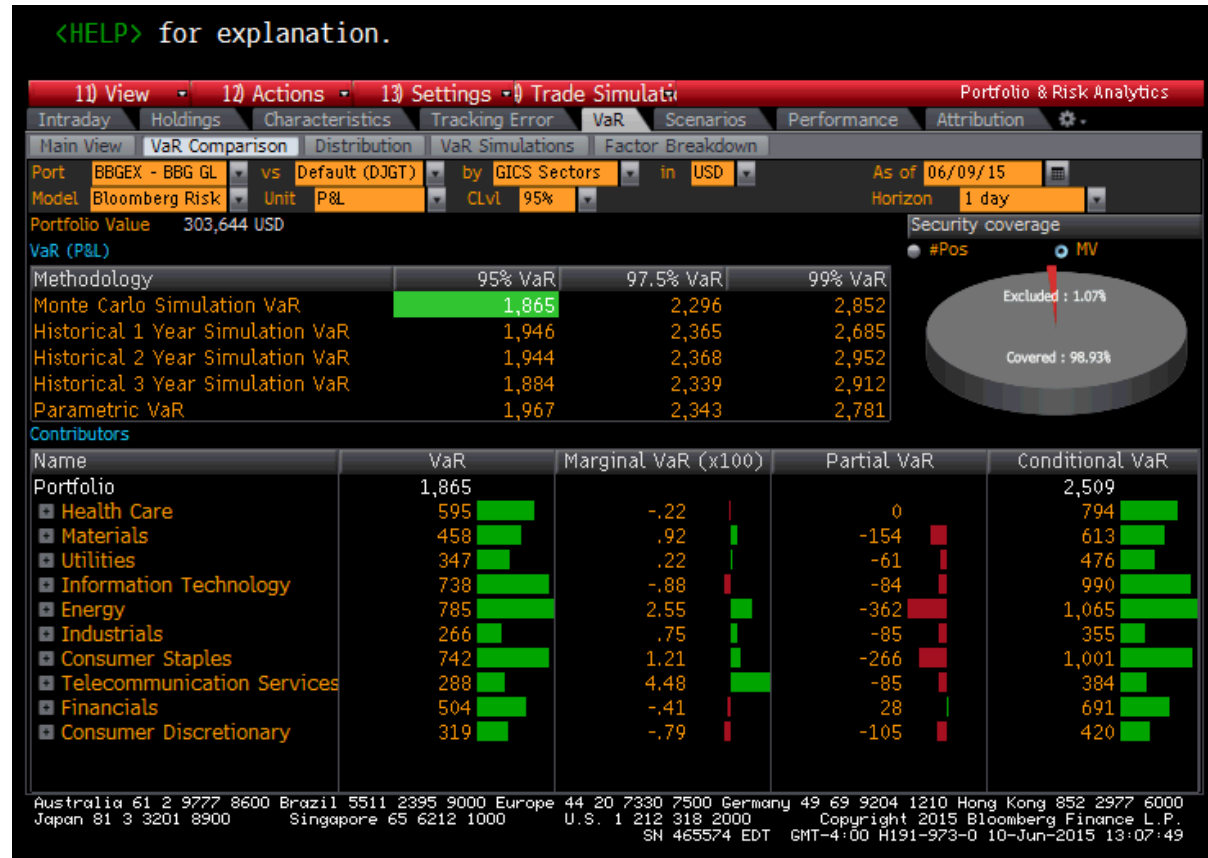 <HELP> for explanation.
11) View 12) Actions 13) Settings Trade Simulati Portfolio & Risk Analytics
Intraday Holdings Characteristics Tracking Error VaR Scenarios Performance Attribution
Main View VaR Comparison Distribution VaR Simulations Factor Breakdown
Port BBGEX - BBG GL vs Default (DJGT) by GICS Sectors in USD As of 06/09/15
Model Bloomberg Risk Unit P&L CLvl 95% Horizon 1 day
Portfolio Value 303,644 USD Security coverage
VaR (P&L) #Pos MV
Methodology 95% VaR 97.5% VaR 99% VaR
Monte Carlo Simulation VaR 1,865 2,296 2,852 Excluded : 1.07%
Historical 1 Year Simulation VaR 1,946 2,365 2,685
Historical 2 Year Simulation VaR 1,944 2,368 2,952 Covered : 98.93%
Historical 3 Year Simulation VaR 1,884 2,339 2,912
Parametric VaR 1,967 2,343 2,781
Contributors
Name VaR Marginal VaR (x100) Partial VaR Conditional VaR
Portfolio 1,865 2,509
Health Care 595 -.22 0 794
Materials 458 .92 -154 613
Utilities 347 .22 -61 476
Information Technology 738 -.88 -84 990
Energy 785 2.55 -362 1,065
Industrials 266 .75 -85 355
Consumer Staples 742 1.21 -266 1,001
Telecommunication Services 288 4.48 -85 384
Financials 504 -.41 28 691
Consumer Discretionary 319 -.79 -105 420
Australia 61 2 9777 8600 Brazil 5511 2395 9000 Europe 44 20 7330 7500 Germany 49 69 9204 1210 Hong Kong 852 2977 6000
Japan 81 3 3201 8900 Singapore 65 6212 1000 U.S. 1 212 318 2000 Copyright 2015 Bloomberg Finance L.P.
SN 465574 EDT GMT-4:00 H191-973-0 10-Jun-2015 13:07:49